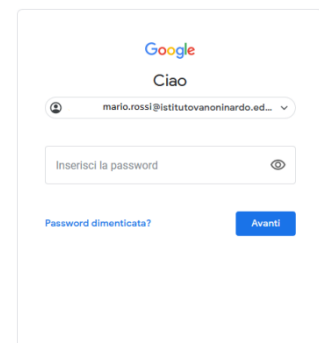 Google
Ciao
mario.rossi@istitutovanoninardo.ed...
Inserisci la password
Password dimenticata?
Avanti